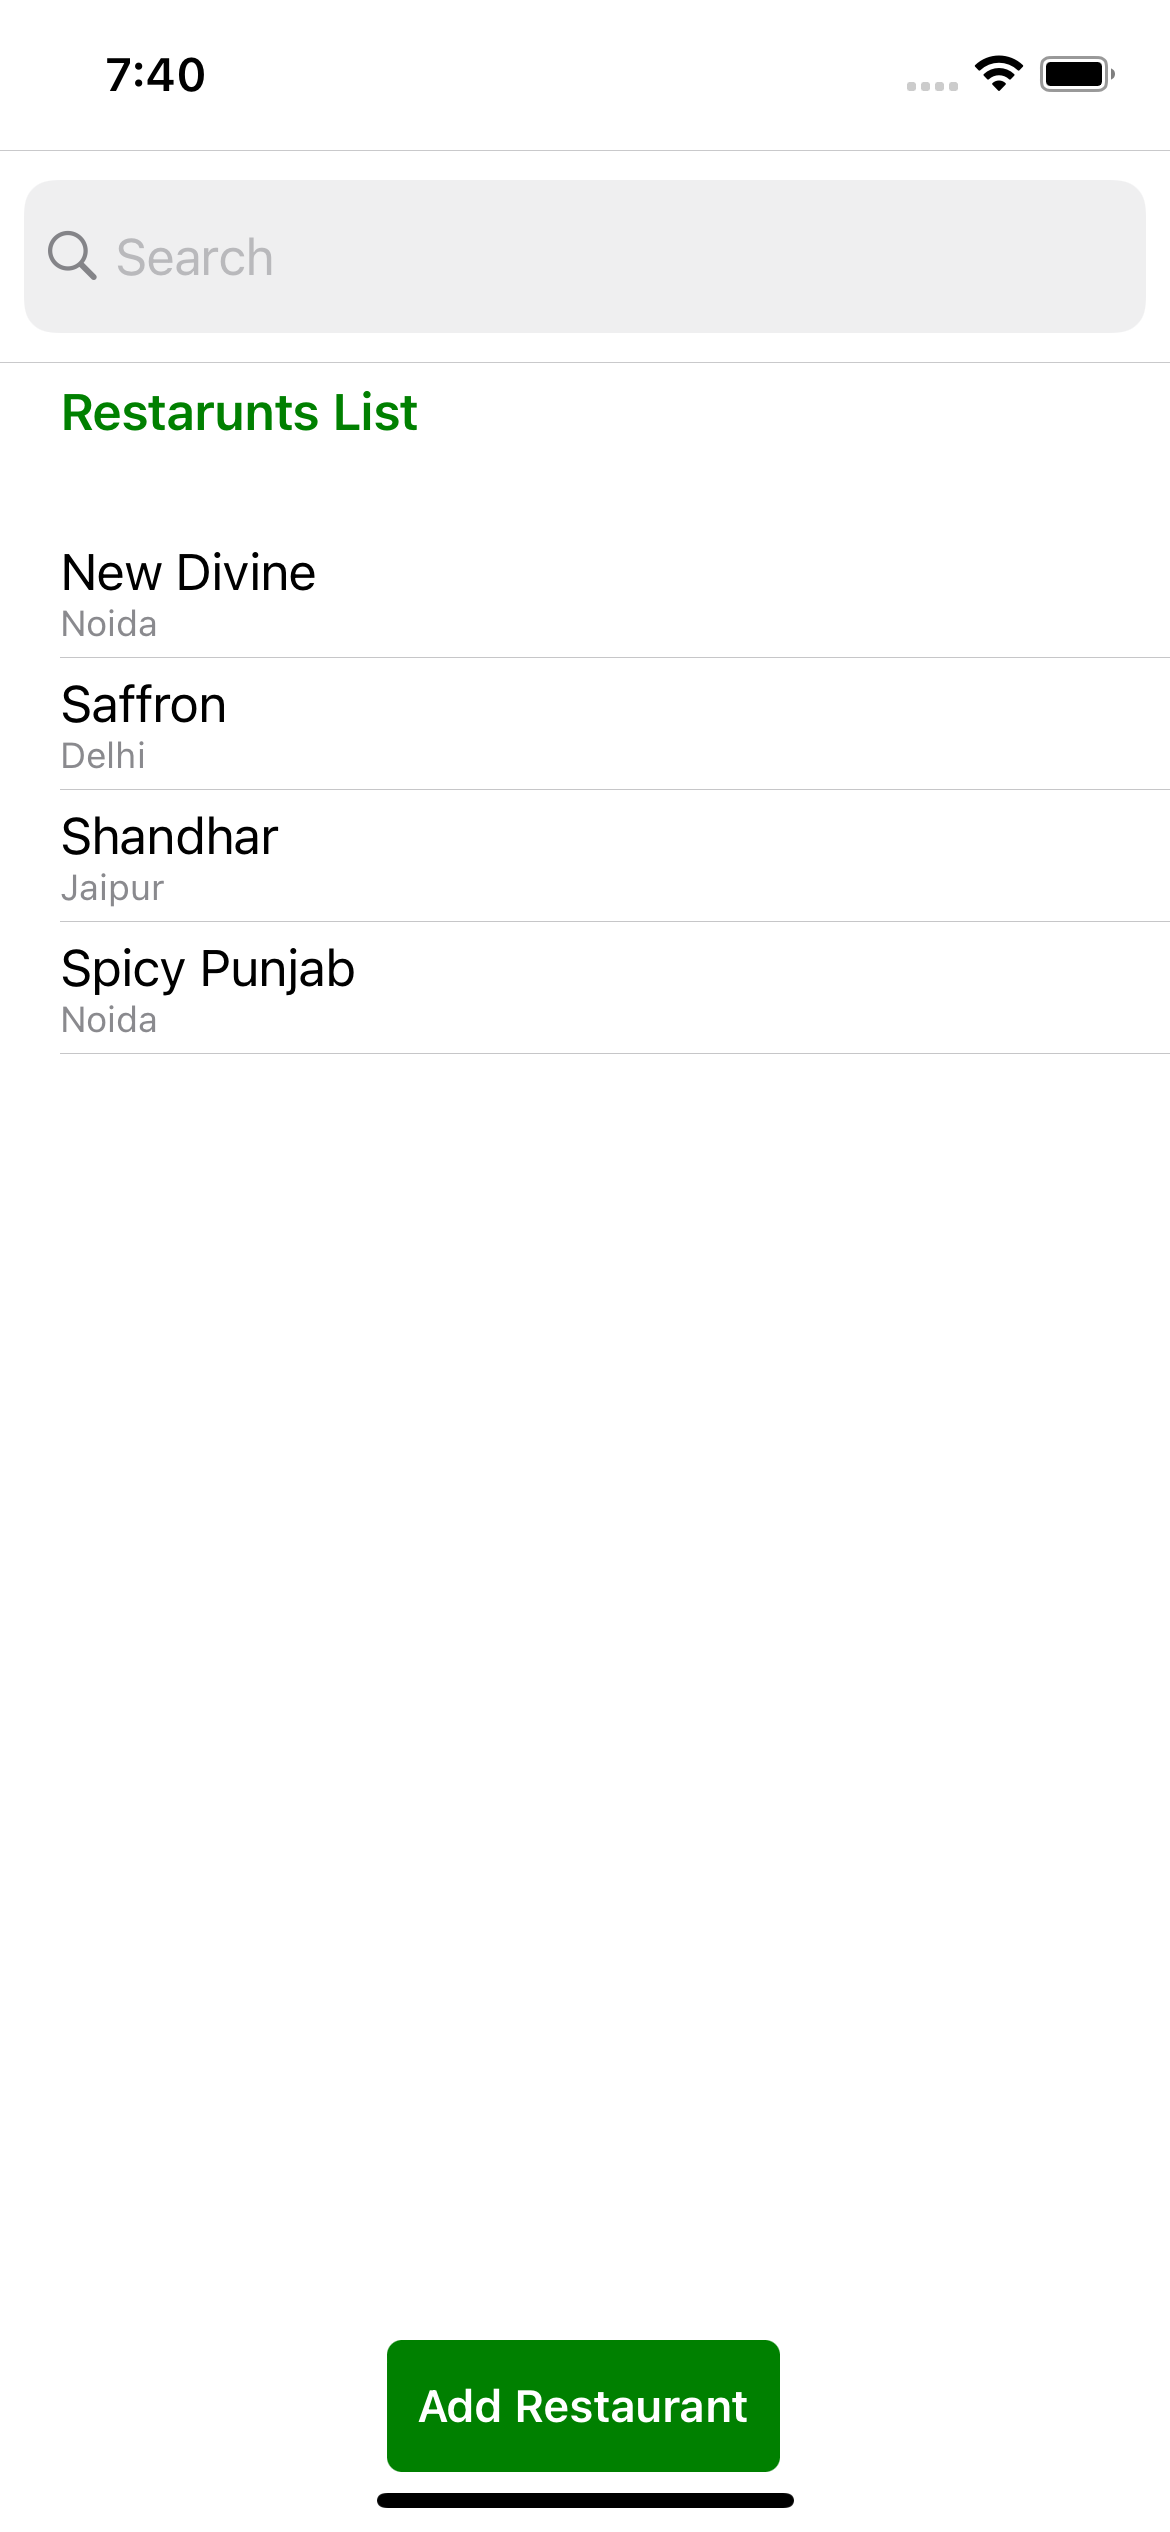 7:40
Search
Restarunts List
New Divine
Noida
Saffron
Delhi
Shandhar
Jaipur
Spicy Punjab
Noida
Add Restaurant